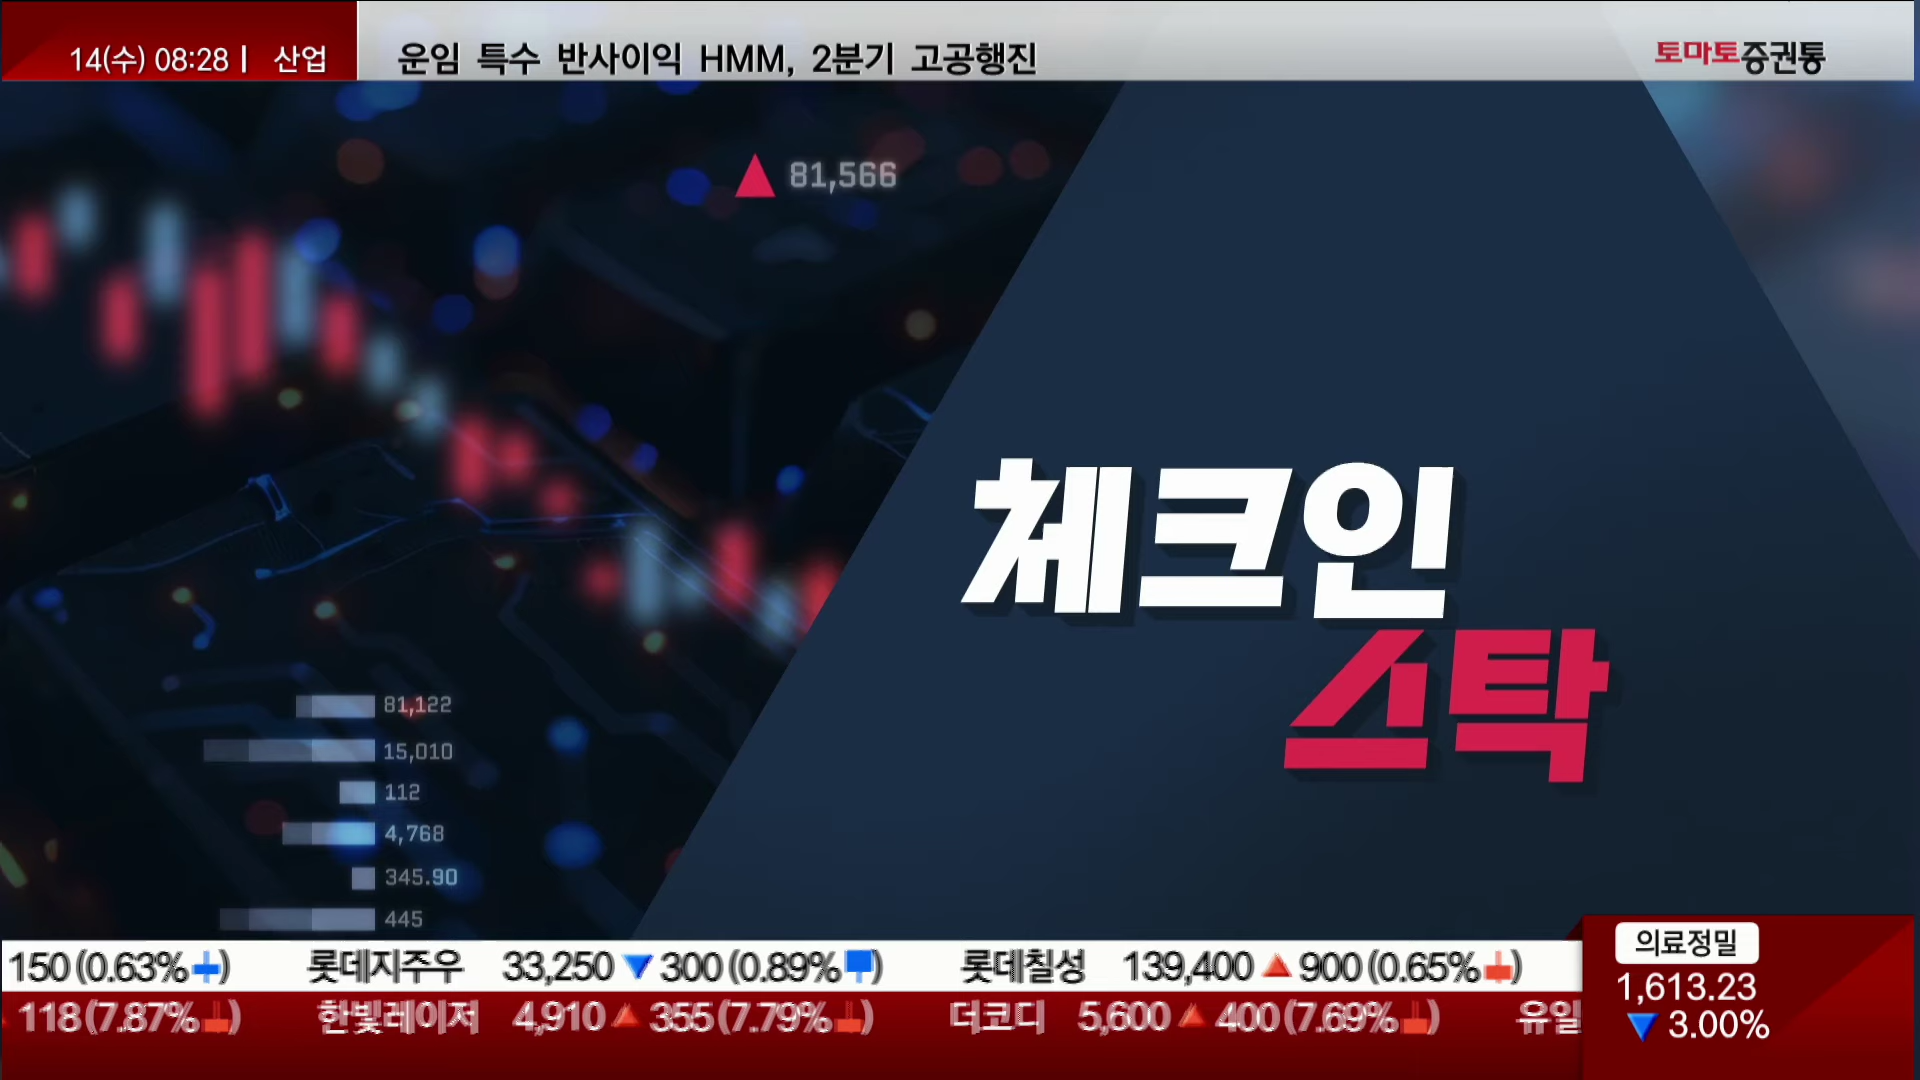 14(수) 08:28 | 산업
운임 특수 반사이익 HMM, 2분기 고공행진
토마토증권통
▲ 81,566
체크인
스탁
81,122
15,010
112
4,768
345.90
445
150 (0.63%) 롯데지주우 33,250 ▼ 300 (0.89%) 롯데칠성 139,400 ▲ 900 (0.65%)
118 (7.87%) 한빛레이저 4,910 ▲ 355 (7.79%) 더코디 5,600 ▲ 400 (7.69%) 유일
의료정밀
1,613.23
▼ 3.00%